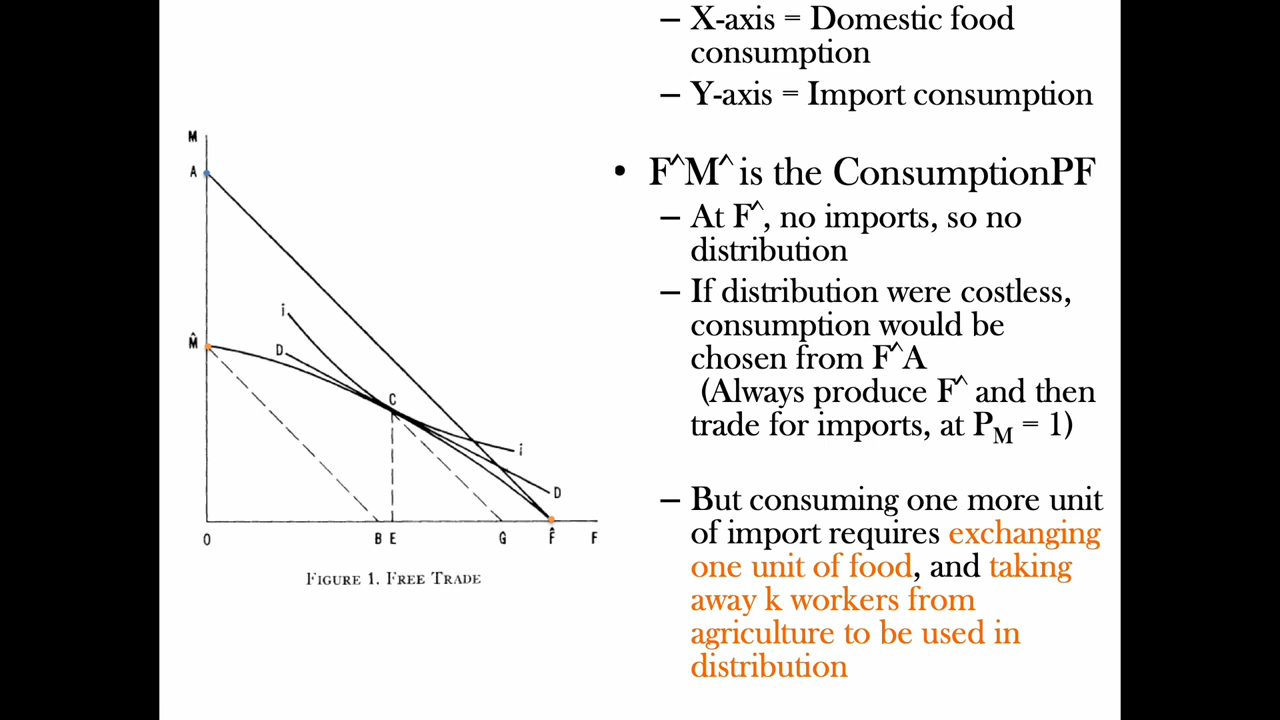 – X-axis = Domestic food
consumption
– Y-axis = Import consumption
• F^M^ is the ConsumptionPF
– At F^, no imports, so no
distribution
– If distribution were costless,
consumption would be
chosen from F^A
(Always produce F^ and then
trade for imports, at PM = 1)
– But consuming one more unit
of import requires exchanging
one unit of food, and taking
away k workers from
agriculture to be used in
distribution
M
A
i
M̂
D
C
i
D
O B E G F̂ F
FIGURE 1. FREE TRADE